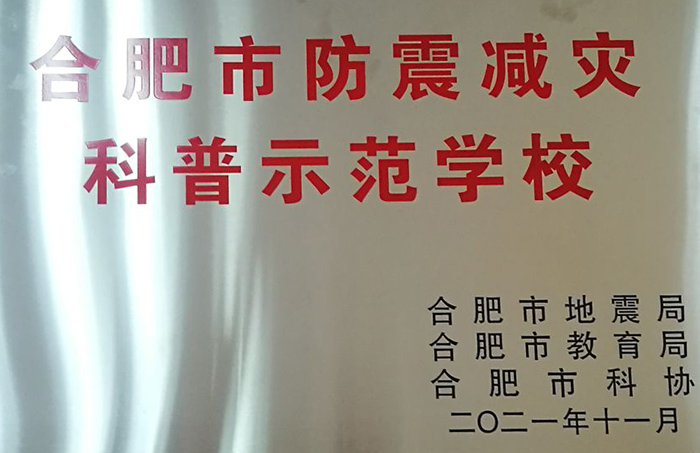 合肥市防震减灾
科普示范学校
合肥市地震局
合肥市教育局
合肥市科协
二〇二一年十一月